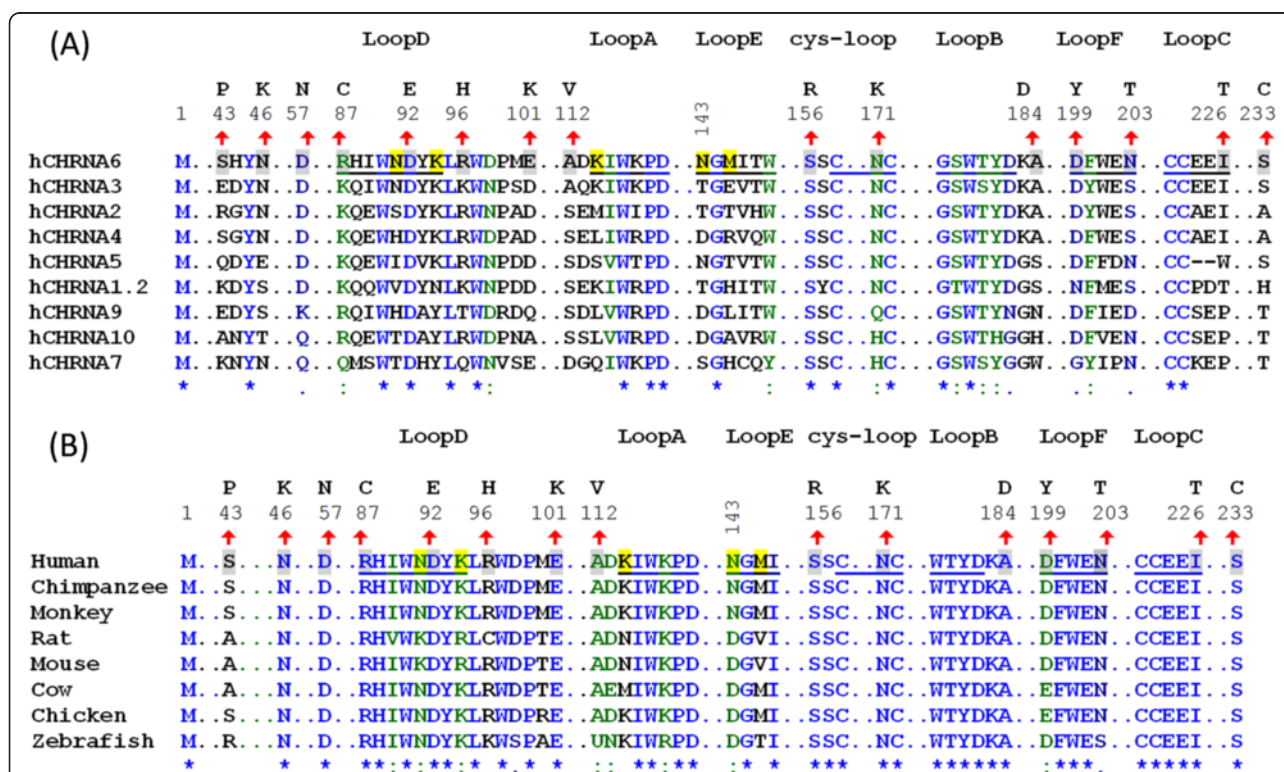 (A) LoopD LoopA LoopE cys-loop LoopB LoopF LoopC
P K N C E H K V R K D Y T T C
1 43 46 57 87 92 96 101 112 143 156 171 184 199 203 226 233
hCHRNA6 M..SHYN..D..RHIWNDYKLRWDPME..ADKIWKPD..NGMITW..SSC..NC...GSWTYDKA..DFWEN..CCEEI..S
hCHRNA3 M..EDYN..D..KQIWNDYKLKWNPSD..AQKIWKPD..TGEVTW..SSC..NC...GSWSYDKA..DYWES..CCEEI..S
hCHRNA2 M..RGYN..D..KQEWSDYKLRWNPAD..SEMIWIPD..TGTVHW..SSC..NC...GSWTYDKA..DYWES..CCAEI..A
hCHRNA4 M..SGYN..D..KQEWHDYKLRWDPAD..SELIWRPD..DGRVQW..SSC..NC...GSWTYDKA..DFWES..CCAEI..A
hCHRNA5 M..QDYE..D..KQEWIDVKLRWNPDD..SDSVWTPD..NGTVTW..SSC..NC...GSWTYDGS..DFFDN..CC--W..S
hCHRNA1.2 M..KDYS..D..KQQWVDYNLKWNPDD..SEKIWRPD..TGHITW..SYC..NC...GTWTYDGS..NFMES..CCPDT..H
hCHRNA9 M..EDYS..K..RQIWHDAYLTWDRDQ..SDLVWRPD..DGLITW..SSC..QC...GSWTYNGN..DFIED..CCSEP..T
hCHRNA10 M..ANYT..Q..RQEWTDAYLRWDPNA..SSLVWRPD..DGAVRW..SSC..HC...GSWTHGGH..DFVEN..CCSEP..T
hCHRNA7 M..KNYN..Q..QMSWTDHYLQWNVSE..DGQIWKPD..SGHCQY..SSC..HC...GSWSYGGW..GYIPN..CCKEP..T
* * . : * * * * : * ** * : * * : * *:*::. .: . **
(B) LoopD LoopA LoopE cys-loop LoopB LoopF LoopC
P K N C E H K V R K D Y T T C
1 43 46 57 87 92 96 101 112 143 156 171 184 199 203 226 233
Human M..S...N..D..RHIWNDYKLRWDPME..ADKIWKPD..NGMI..SSC..NC...WTYDKA..DFWEN..CCEEI..S
Chimpanzee M..S...N..D..RHIWNDYKLRWDPME..ADKIWKPD..NGMI..SSC..NC...WTYDKA..DFWEN..CCEEI..S
Monkey M..S...N..D..RHIWNDYKLRWDPME..ADKIWKPD..NGMI..SSC..NC...WTYDKA..DFWEN..CCEEI..S
Rat M..A...N..D..RHVWKDYRLCWDPTE..ADNIWKPD..DGVI..SSC..NC...WTYDKA..DFWEN..CCEEI..S
Mouse M..A...N..D..RHIWKDYRLRWDPTE..ADNIWKPD..DGVI..SSC..NC...WTYDKA..DFWEN..CCEEI..S
Cow M..A...N..D..RHIWNDYKLRWDPTE..AEMIWKPD..DGMI..SSC..NC...WTYDKA..EFWEN..CCEEI..S
Chicken M..S...N..D..RHIWNDYKLRWDPRE..ADKIWKPD..DGMI..SSC..NC...WTYDKA..EFWEN..CCEEI..S
Zebrafish M..R...N..D..RHIWNDYKLKWSPAE..UNKIWRPD..DGTI..SSC..NC...WTYDKA..DFWES..CCEEI..S
* * * **:*:**:* *.* * :: **:** :* * *** ** ****** :***. ***** *